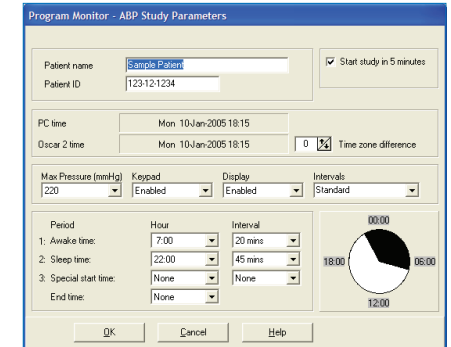 Program Monitor - ABP Study Parameters
Patient name Sample Patient
Start study in 5 minutes
Patient ID 123-12-1234
PC time Mon 10-Jan-2005 18:15
Oscar 2 time Mon 10-Jan-2005 18:15 0 Time zone difference
Max Pressure (mmHg) Keypad Display Intervals
220 Enabled Enabled Standard
Period Hour Interval
1: Awake time: 7:00 20 mins
2: Sleep time: 22:00 45 mins
3: Special start time: None None
End time: None
00:00
18:00 06:00
12:00
OK Cancel Help